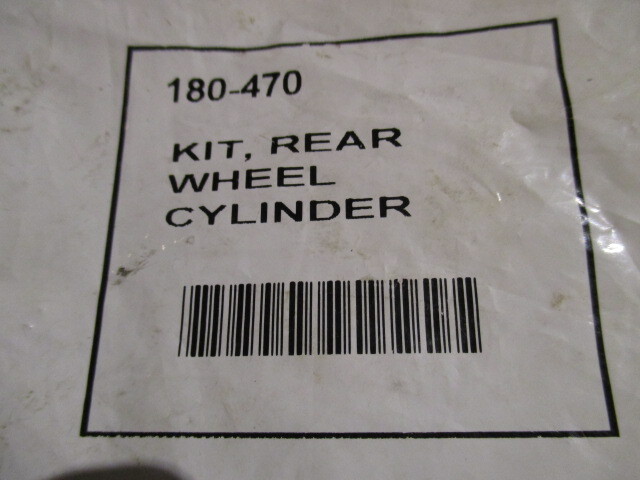 180-470
KIT, REAR
WHEEL
CYLINDER